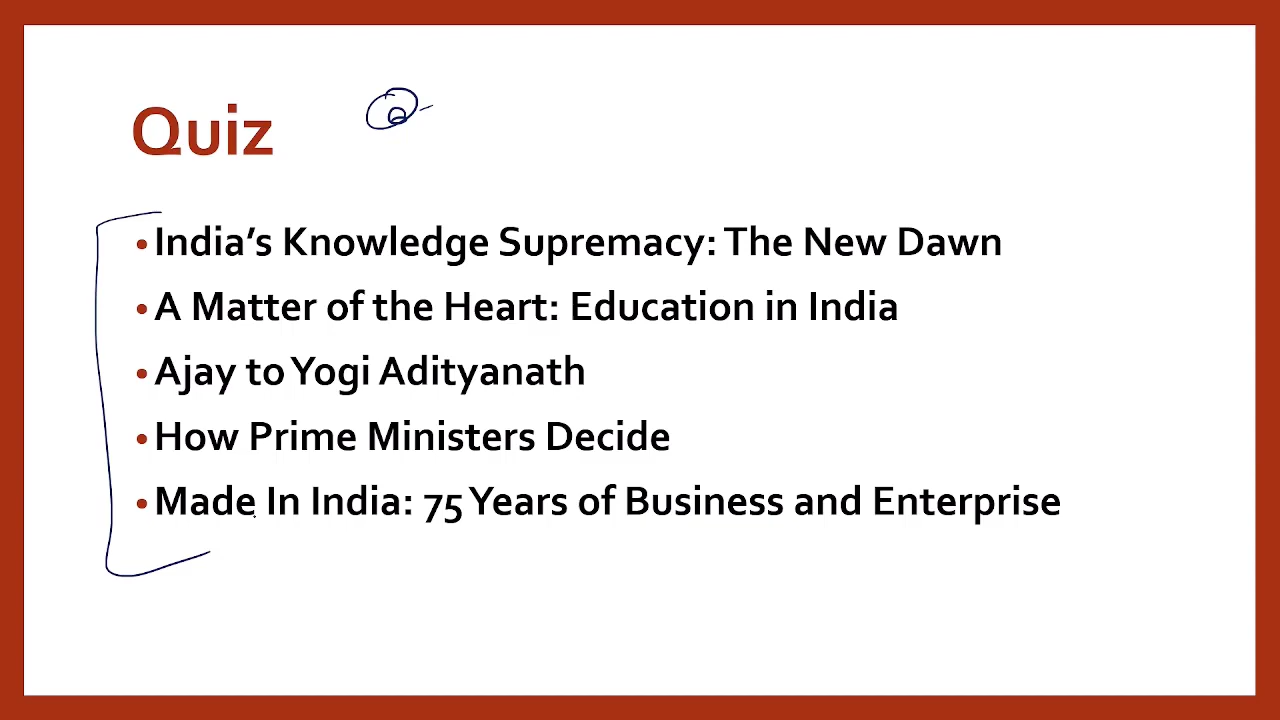 Quiz
•India’s Knowledge Supremacy: The New Dawn
•A Matter of the Heart: Education in India
•Ajay to Yogi Adityanath
•How Prime Ministers Decide
•Made In India: 75 Years of Business and Enterprise